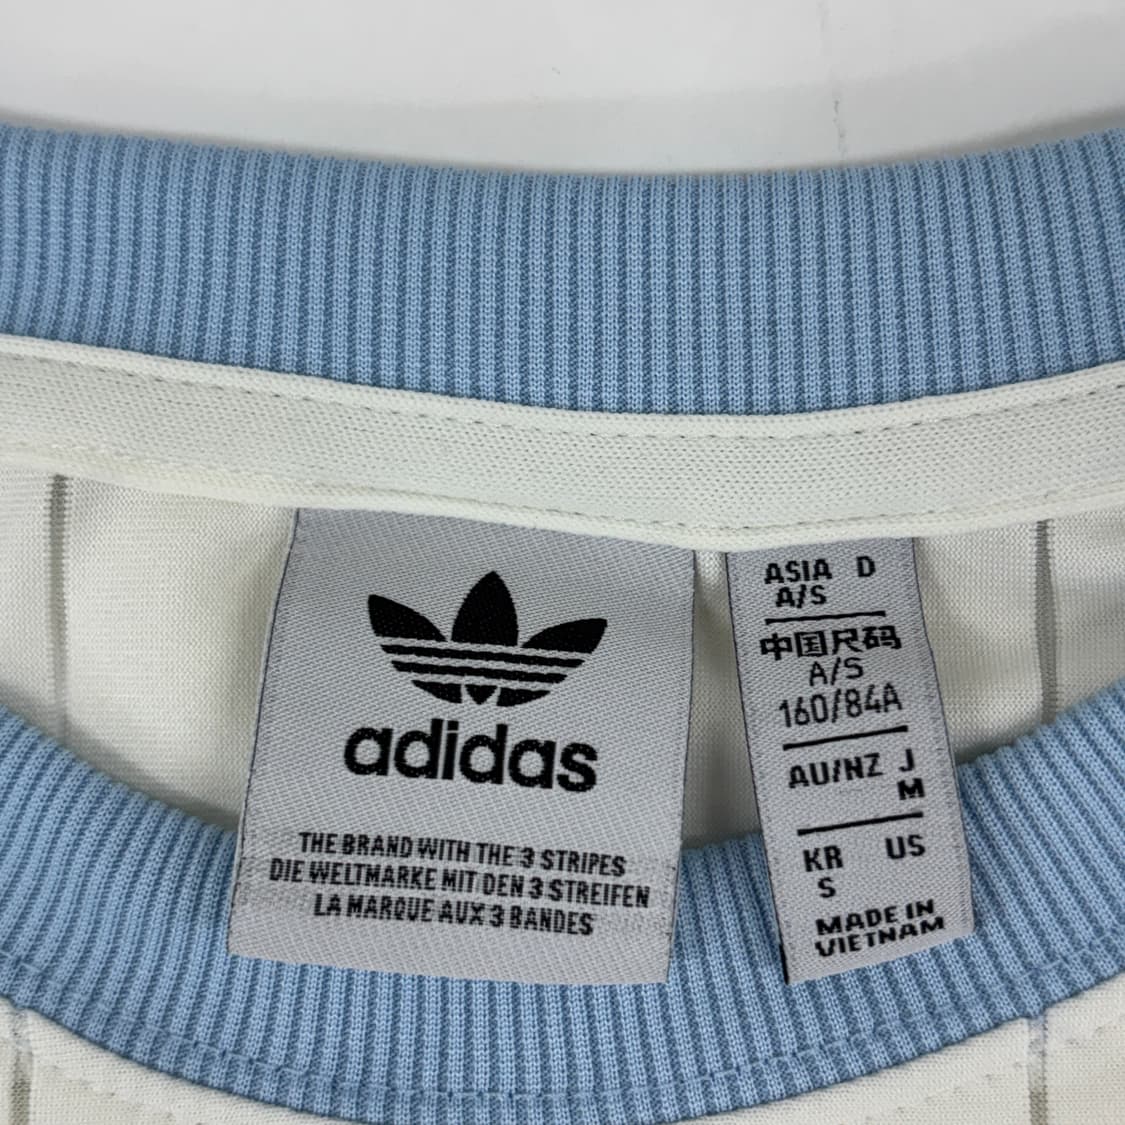 adidas
THE BRAND WITH THE 3 STRIPES
DIE WELTMARKE MIT DEN 3 STREIFEN
LA MARQUE AUX 3 BANDES
ASIA D
A/S
中国尺码
A/S
160/84A
AU/NZ J
M
KR US
S
MADE IN
VIETNAM